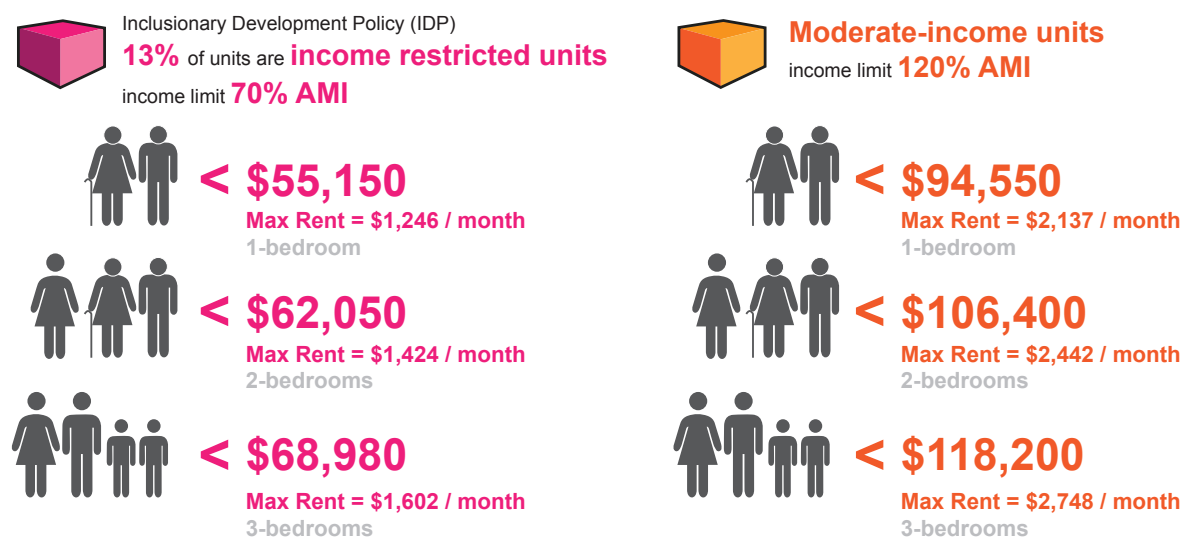 Inclusionary Development Policy (IDP)
13% of units are income restricted units
income limit 70% AMI
< $55,150
Max Rent = $1,246 / month
1-bedroom
< $62,050
Max Rent = $1,424 / month
2-bedrooms
< $68,980
Max Rent = $1,602 / month
3-bedrooms
Moderate-income units
income limit 120% AMI
< $94,550
Max Rent = $2,137 / month
1-bedroom
< $106,400
Max Rent = $2,442 / month
2-bedrooms
< $118,200
Max Rent = $2,748 / month
3-bedrooms